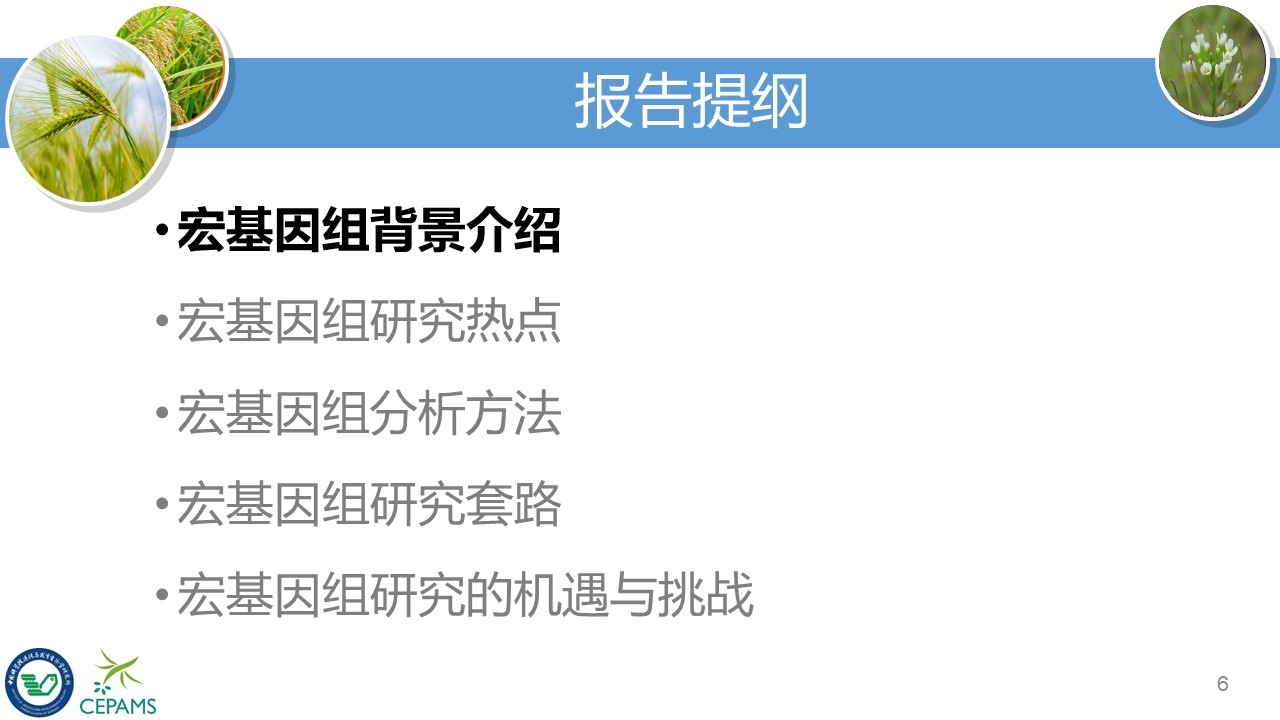 报告提纲
•宏基因组背景介绍
•宏基因组研究热点
•宏基因组分析方法
•宏基因组研究套路
•宏基因组研究的机遇与挑战
CEPAMS
6